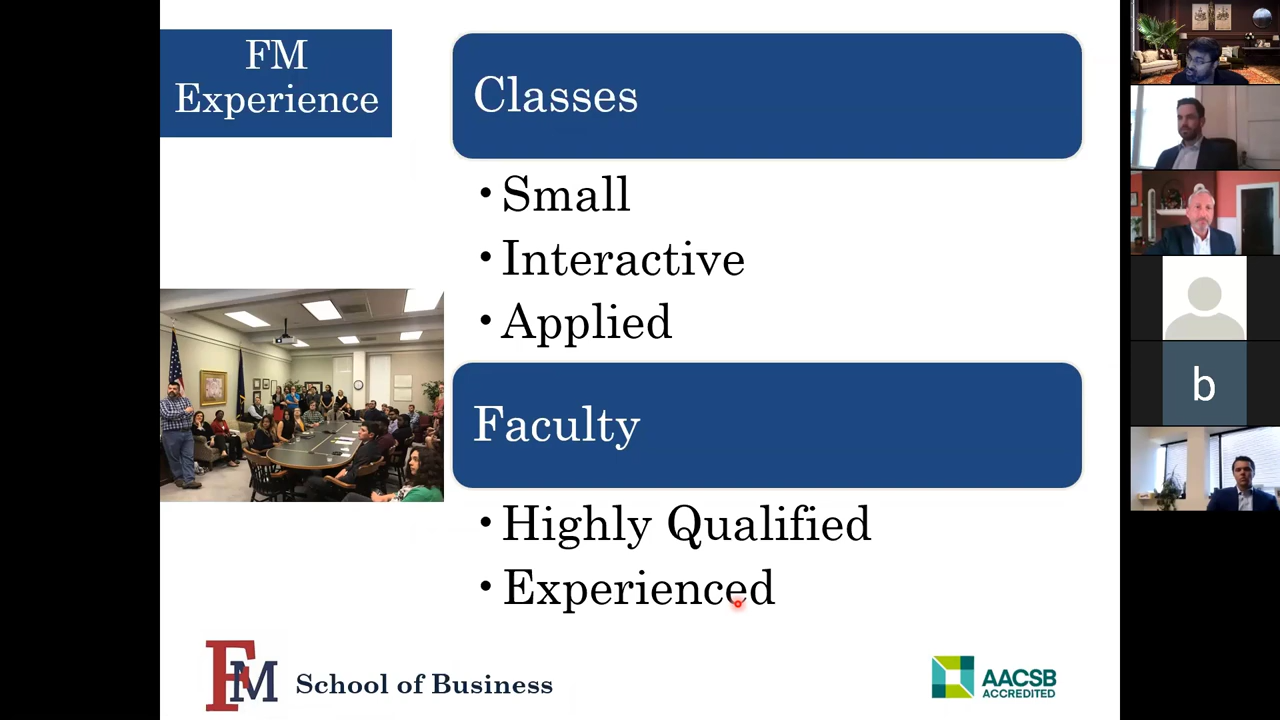 FM
Experience
Classes
• Small
• Interactive
• Applied
Faculty
• Highly Qualified
• Experienced
FM School of Business
AACSB
ACCREDITED
b